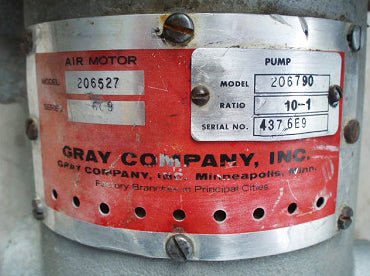 AIR MOTOR
MODEL 206527
SERIES 6C9
PUMP
MODEL 206790
RATIO 10-1
SERIAL NO. 437 6E9
GRAY COMPANY, INC.
GRAY COMPANY, INC. Minneapolis, Minn.
Factory Branches in Principal Cities